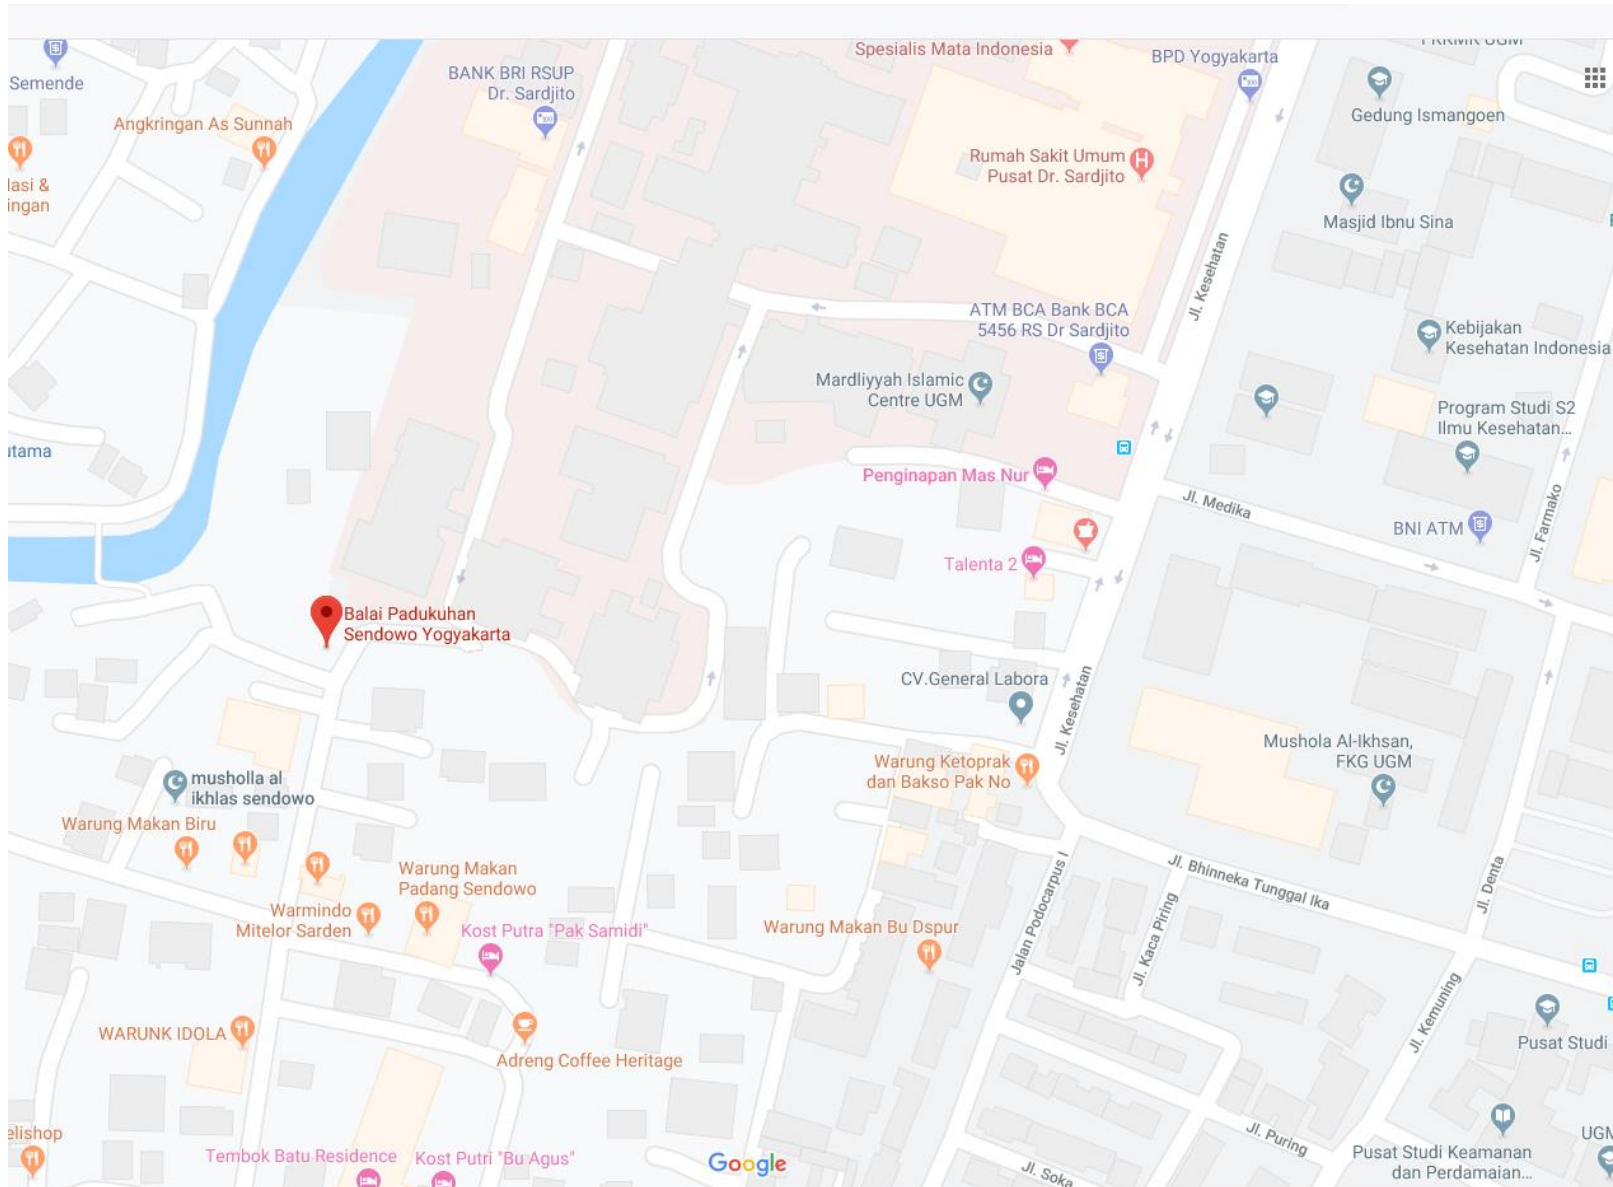 Spesialis Mata Indonesia
BPD Yogyakarta
Semende
BANK BRI RSUP
Dr. Sardjito
Gedung Ismangoen
Angkringan As Sunnah
Rumah Sakit Umum
Pusat Dr. Sardjito
H
Masjid Ibnu Sina
Jl. Kesehatan
ATM BCA Bank BCA
5456 RS Dr Sardjito
Kebijakan
Kesehatan Indonesia
Mardliyyah Islamic
Centre UGM
Program Studi S2
Ilmu Kesehatan...
Penginapan Mas Nur
Jl. Medika
BNI ATM
Jl. Farmako
Talenta 2
Balai Padukuhan
Sendowo Yogyakarta
CV.General Labora
Jl. Kesehatan
Mushola Al-Ikhsan,
FKG UGM
Warung Ketoprak
dan Bakso Pak No
musholla al
ikhlas sendowo
Warung Makan Biru
Jl. Bhinneka Tunggal Ika
Jl. Denta
Warung Makan
Padang Sendowo
Warmindo
Mitelor Sarden
Kost Putra "Pak Samidi"
Warung Makan Bu Dspur
Jalan Podocarpus I
Jl. Kaca Piring
Jl. Kemuning
WARUNK IDOLA
Adreng Coffee Heritage
Pusat Studi
Jl. Puring
Pusat Studi Keamanan
dan Perdamaian...
Tembok Batu Residence
Kost Putri "Bu Agus"
Google
Jl. Soka